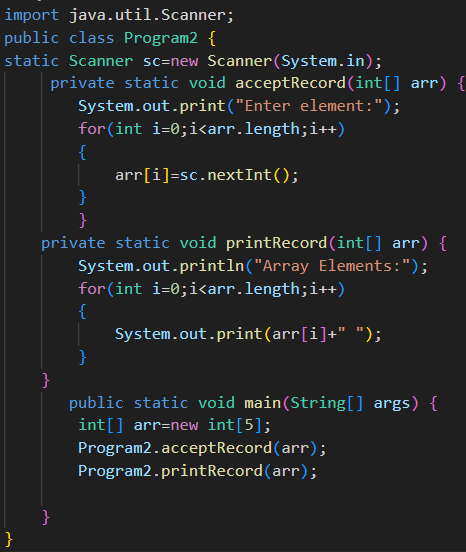 import java.util.Scanner;
public class Program2 {
static Scanner sc=new Scanner(System.in);
private static void acceptRecord(int[] arr) {
System.out.print("Enter element:");
for(int i=0;i<arr.length;i++)
{
arr[i]=sc.nextInt();
}
}
private static void printRecord(int[] arr) {
System.out.println("Array Elements:");
for(int i=0;i<arr.length;i++)
{
System.out.print(arr[i]+" ");
}
}
public static void main(String[] args) {
int[] arr=new int[5];
Program2.acceptRecord(arr);
Program2.printRecord(arr);
}
}